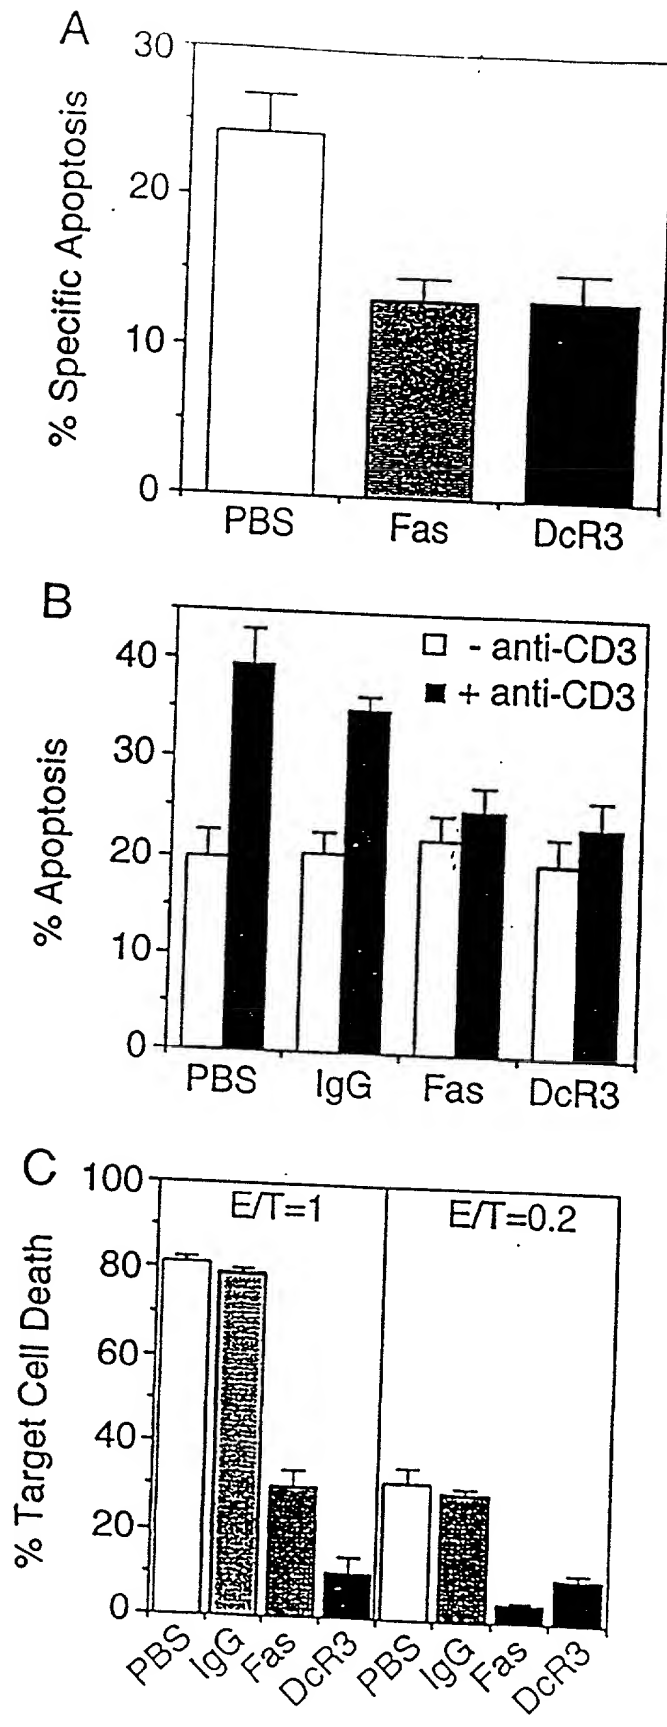 A
30
20
10
0
% Specific Apoptosis
PBS Fas DcR3
B
40
30
20
10
0
% Apoptosis
- anti-CD3
+ anti-CD3
PBS IgG Fas DcR3
C
100
80
60
40
20
0
% Target Cell Death
E/T=1 E/T=0.2
PBS IgG Fas DcR3 PBS IgG Fas DcR3